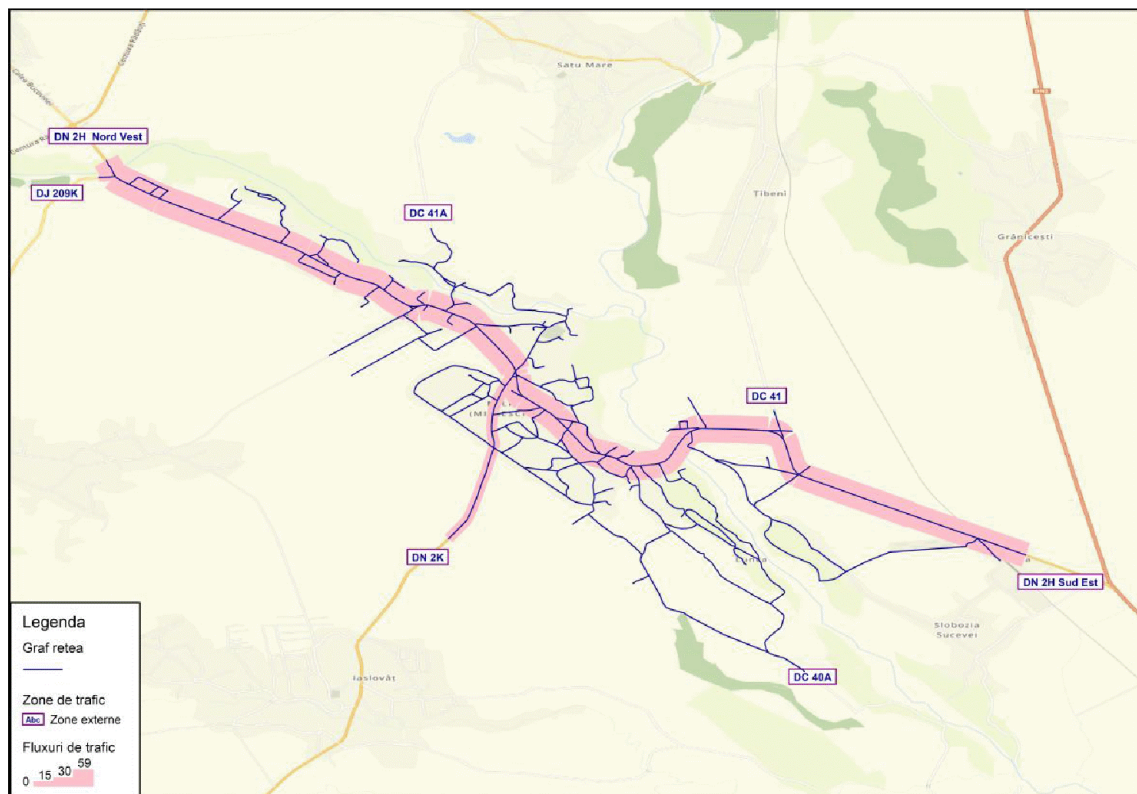 Satu Mare
DN2
DN 2H Nord Vest
DJ 209K
Tibeni
DC 41A
Grănicești
DC 41
DN 2K
DN 2H Sud Est
Slobozia
Sucevei
Iaslovăț
DC 40A
Legenda
Graf retea
Zone de trafic
Abc Zone externe
Fluxuri de trafic
0 15 30 59